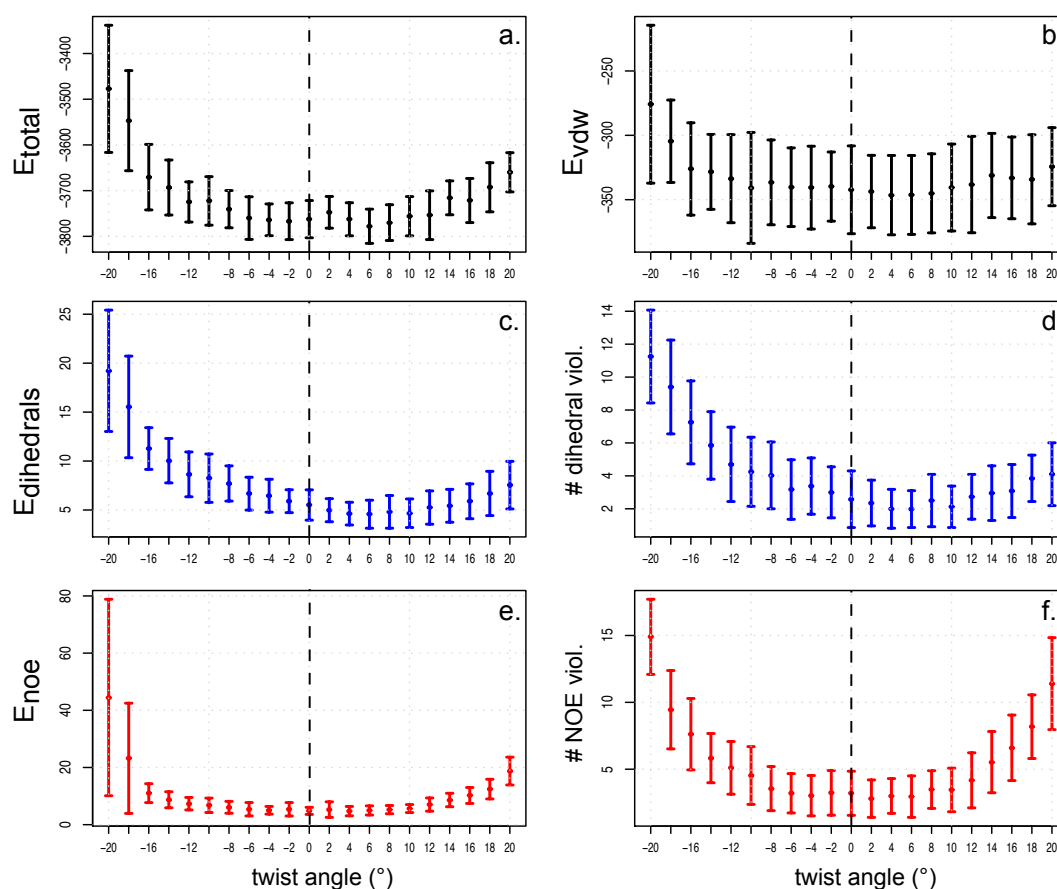 a.
E_total
−3400
−3500
−3600
−3700
−3800
−20 −16 −12 −8 −6 −4 −2 0 2 4 6 8 10 12 14 16 18 20
b.
E_vdw
−250
−300
−350
−20 −16 −12 −8 −6 −4 −2 0 2 4 6 8 10 12 14 16 18 20
c.
E_dihedrals
25
20
15
10
5
−20 −16 −12 −8 −6 −4 −2 0 2 4 6 8 10 12 14 16 18 20
d.
# dihedral viol.
14
12
10
8
6
4
2
−20 −16 −12 −8 −6 −4 −2 0 2 4 6 8 10 12 14 16 18 20
e.
E_noe
80
60
40
20
0
−20 −16 −12 −8 −6 −4 −2 0 2 4 6 8 10 12 14 16 18 20
twist angle (°)
f.
# NOE viol.
15
10
5
−20 −16 −12 −8 −6 −4 −2 0 2 4 6 8 10 12 14 16 18 20
twist angle (°)